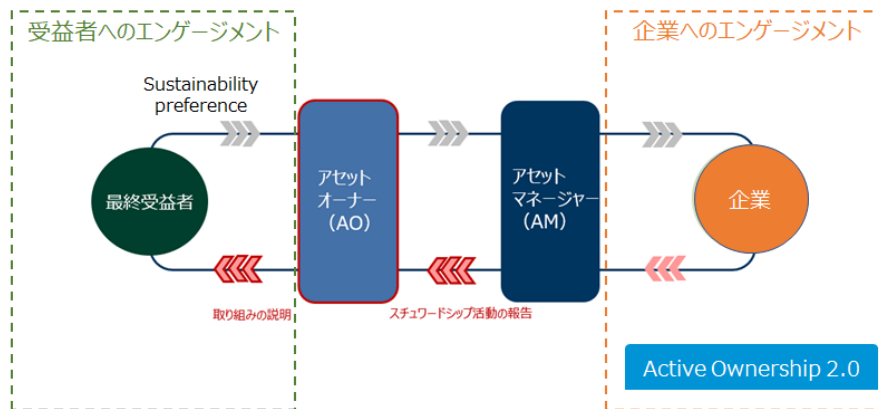 受益者へのエンゲージメント
企業へのエンゲージメント
Sustainability
preference
最終受益者
アセット
オーナー
（AO）
アセット
マネージャー
（AM）
企業
取り組みの説明
スチュワードシップ活動の報告
Active Ownership 2.0